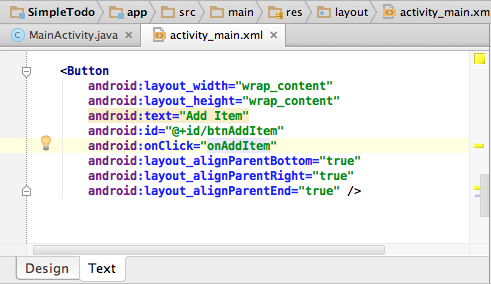 SimpleTodo app src main res layout activity_main.xm
MainActivity.java activity_main.xml
<Button
android:layout_width="wrap_content"
android:layout_height="wrap_content"
android:text="Add Item"
android:id="@+id/btnAddItem"
android:onClick="onAddItem"
android:layout_alignParentBottom="true"
android:layout_alignParentRight="true"
android:layout_alignParentEnd="true" />
Design Text